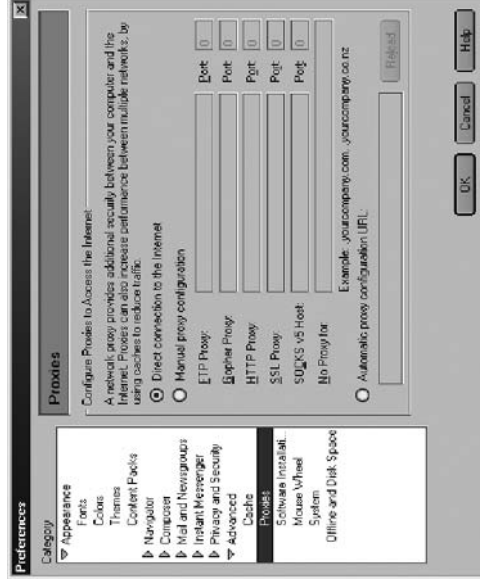 Preferences
Category
Appearance
Fonts
Colors
Themes
Content Packs
Navigator
Composer
Mail and Newsgroups
Instant Messenger
Privacy and Security
Advanced
Cache
Proxies
Software Installati...
Mouse Wheel
System
Offline and Disk Space
Proxies
Configure Proxies to Access the Internet
A network proxy provides additional security between your computer and the
Internet. Proxies can also increase performance between multiple networks, by
using caches to reduce traffic.
Direct connection to the Internet
Manual proxy configuration
FTP Proxy: Port: 0
Gopher Proxy: Port: 0
HTTP Proxy: Port: 0
SSL Proxy: Port: 0
SOCKS v5 Host: Port: 0
No Proxy for
Example: .yourcompany.com, .yourcompany.co.nz
Automatic proxy configuration URL:
Reload
OK Cancel Help